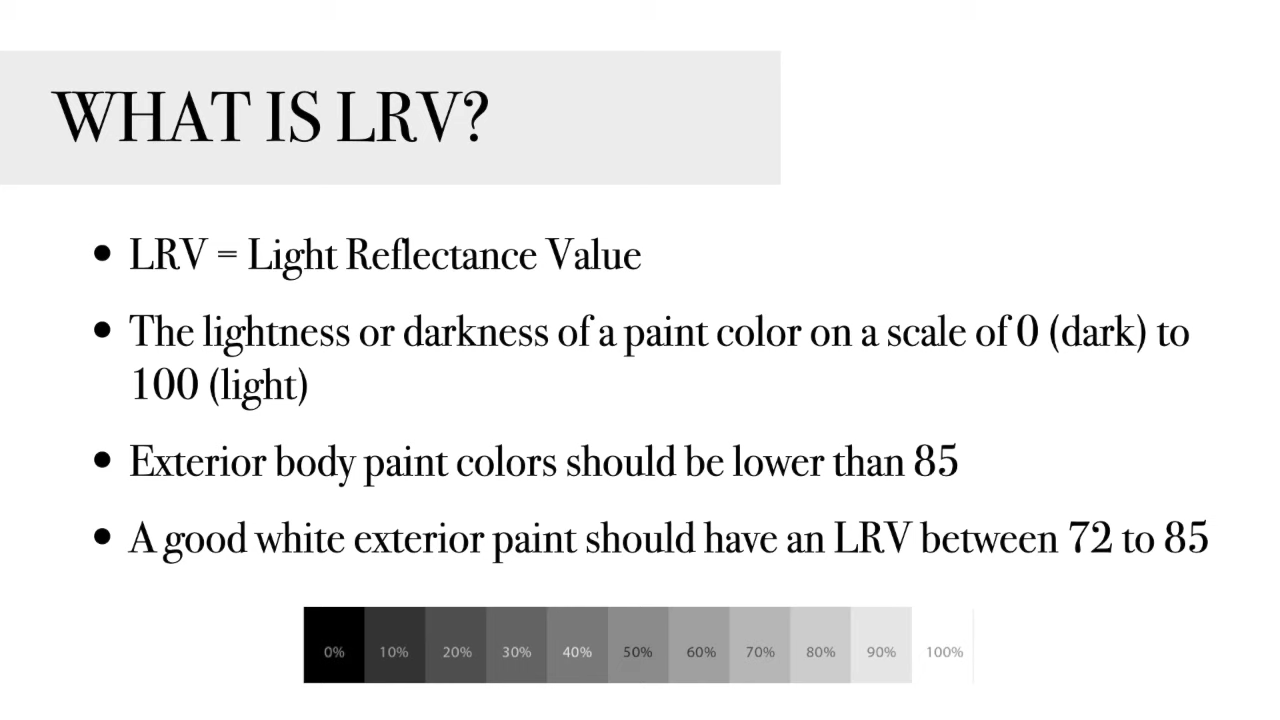 WHAT IS LRV?
• LRV = Light Reflectance Value
• The lightness or darkness of a paint color on a scale of 0 (dark) to
100 (light)
• Exterior body paint colors should be lower than 85
• A good white exterior paint should have an LRV between 72 to 85
0% 10% 20% 30% 40% 50% 60% 70% 80% 90% 100%